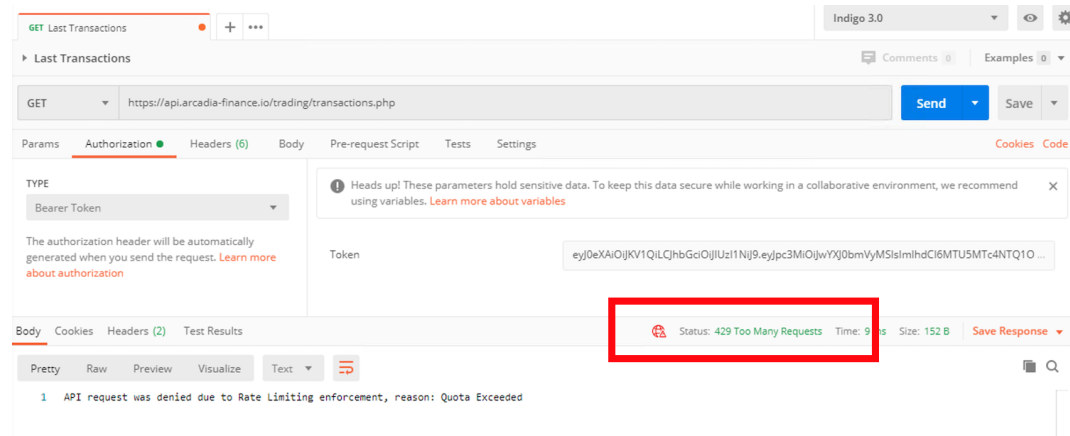 GET Last Transactions
Indigo 3.0
Last Transactions
Comments 0 Examples 0
GET https://api.arcadia-finance.io/trading/transactions.php Send Save
Params Authorization Headers (6) Body Pre-request Script Tests Settings Cookies Code
TYPE
Bearer Token
The authorization header will be automatically
generated when you send the request. Learn more
about authorization
Heads up! These parameters hold sensitive data. To keep this data secure while working in a collaborative environment, we recommend
using variables. Learn more about variables
Token
Body Cookies Headers (2) Test Results Status: 429 Too Many Requests Time: Size: 152 B Save Response
Pretty Raw Preview Visualize Text
1 API request was denied due to Rate Limiting enforcement, reason: Quota Exceeded